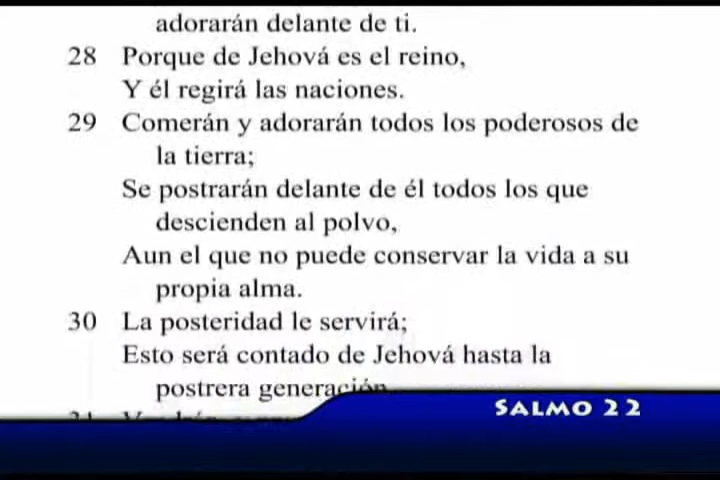 adorarán delante de ti.
28 Porque de Jehová es el reino,
Y él regirá las naciones.
29 Comerán y adorarán todos los poderosos de
la tierra;
Se postrarán delante de él todos los que
descienden al polvo,
Aun el que no puede conservar la vida a su
propia alma.
30 La posteridad le servirá;
Esto será contado de Jehová hasta la
postrera generación.
SALMO 22